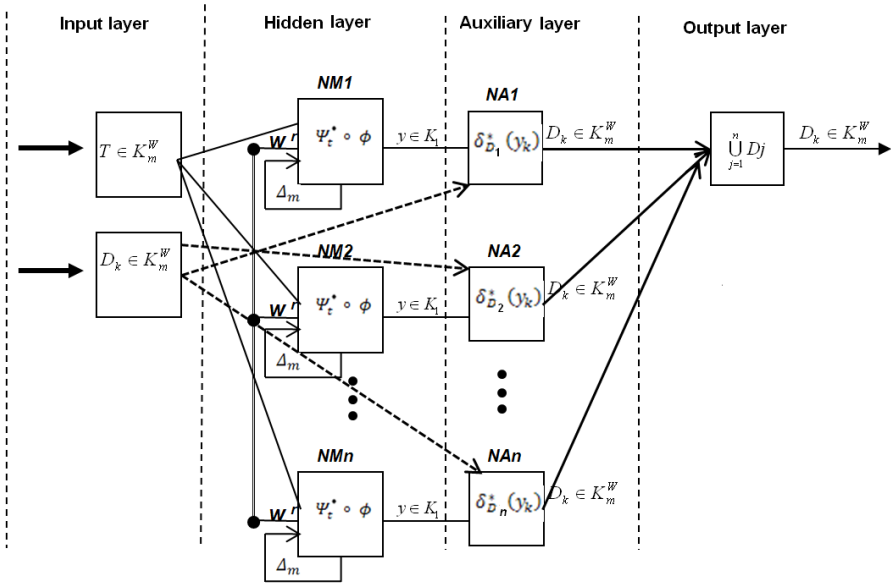 Input layer
Hidden layer
Auxiliary layer
Output layer
NM1
NA1
T ∈ K_m^W
W^r
Ψ_t^* ∘ ϕ
y ∈ K_1
δ_{D_1}^*(y_k)
D_k ∈ K_m^W
⋃_{j=1}^n Dj
D_k ∈ K_m^W
Δ_m
D_k ∈ K_m^W
NM2
NA2
W^r
Ψ_t^* ∘ ϕ
y ∈ K_1
δ_{D_2}^*(y_k)
D_k ∈ K_m^W
Δ_m
NMn
NAn
W^r
Ψ_t^* ∘ ϕ
y ∈ K_1
δ_{D_n}^*(y_k)
D_k ∈ K_m^W
Δ_m